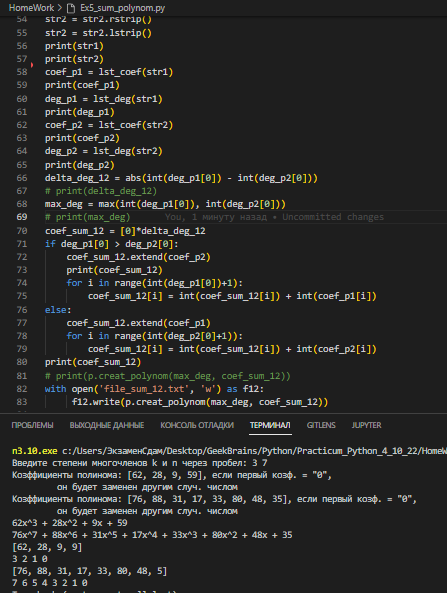 HomeWork > Ex5_sum_polynom.py
54 str2 = str2.rstrip()
55 str2 = str2.lstrip()
56 print(str1)
57 print(str2)
58 coef_p1 = lst_coef(str1)
59 print(coef_p1)
60 deg_p1 = lst_deg(str1)
61 print(deg_p1)
62 coef_p2 = lst_coef(str2)
63 print(coef_p2)
64 deg_p2 = lst_deg(str2)
65 print(deg_p2)
66 delta_deg_12 = abs(int(deg_p1[0]) - int(deg_p2[0]))
67 # print(delta_deg_12)
68 max_deg = max(int(deg_p1[0]), int(deg_p2[0]))
69 # print(max_deg) You, 1 минуту назад • Uncommitted changes
70 coef_sum_12 = [0]*delta_deg_12
71 if deg_p1[0] > deg_p2[0]:
72 coef_sum_12.extend(coef_p2)
73 print(coef_sum_12)
74 for i in range(int(deg_p1[0])+1):
75 coef_sum_12[i] = int(coef_sum_12[i]) + int(coef_p1[i])
76 else:
77 coef_sum_12.extend(coef_p1)
78 for i in range(int(deg_p2[0]+1)):
79 coef_sum_12[i] = int(coef_sum_12[i]) + int(coef_p2[i])
80 print(coef_sum_12)
81 # print(p.creat_polynom(max_deg, coef_sum_12))
82 with open('file_sum_12.txt', 'w') as f12:
83 f12.write(p.creat_polynom(max_deg, coef_sum_12))
ПРОБЛЕМЫ ВЫХОДНЫЕ ДАННЫЕ КОНСОЛЬ ОТЛАДКИ ТЕРМИНАЛ GITLENS JUPYTER
n3.10.exe c:/Users/ЭкзаменСдам/Desktop/GeekBrains/Python/Practicum_Python_4_10_22/HomeW
Введите степени многочленов k и n через пробел: 3 7
Коэффициенты полинома: [62, 28, 9, 59], если первый коэф. = "0",
он будет заменен другим случ. числом
Коэффициенты полинома: [76, 88, 31, 17, 33, 80, 48, 35], если первый коэф. = "0",
он будет заменен другим случ. числом
62x^3 + 28x^2 + 9x + 59
76x^7 + 88x^6 + 31x^5 + 17x^4 + 33x^3 + 80x^2 + 48x + 35
[62, 28, 9, 9]
3 2 1 0
[76, 88, 31, 17, 33, 80, 48, 5]
7 6 5 4 3 2 1 0